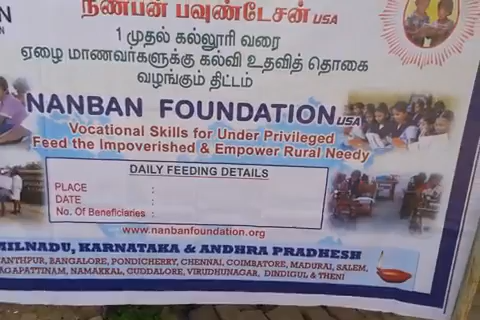 நண்பன் பவுண்டேசன் USA
1 முதல் கல்லூரி வரை
ஏழை மாணவர்களுக்கு கல்வி உதவித் தொகை
வழங்கும் திட்டம்
NANBAN FOUNDATION USA
Vocational Skills for Under Privileged
Feed the Impoverished & Empower Rural Needy
DAILY FEEDING DETAILS
PLACE :
DATE :
No. Of Beneficiaries :
www.nanbanfoundation.org
MILNADU, KARNATAKA & ANDHRA PRADHESH
ANTHPUR, BANGALORE, PONDICHERRY, CHENNAI, COIMBATORE, MADURAI, SALEM,
AGAPATTINAM, NAMAKKAL, GUDDALORE, VIRUDHUNAGAR, DINDIGUL & THENI